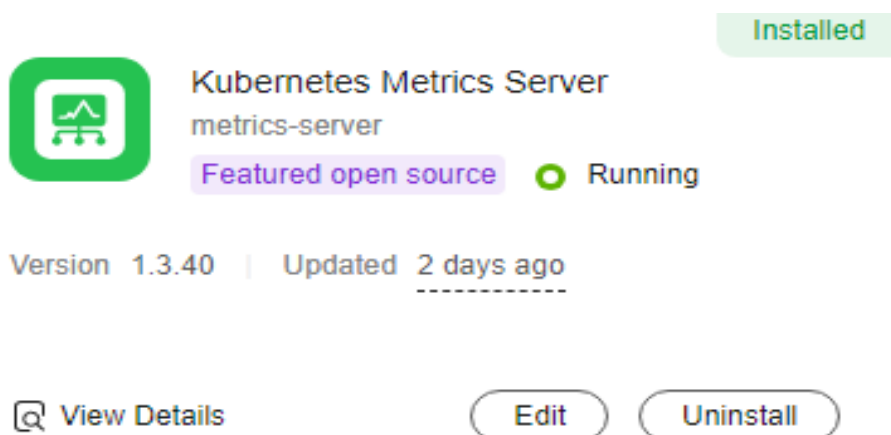 Installed
Kubernetes Metrics Server
metrics-server
Featured open source Running
Version 1.3.40 | Updated 2 days ago
View Details Edit Uninstall